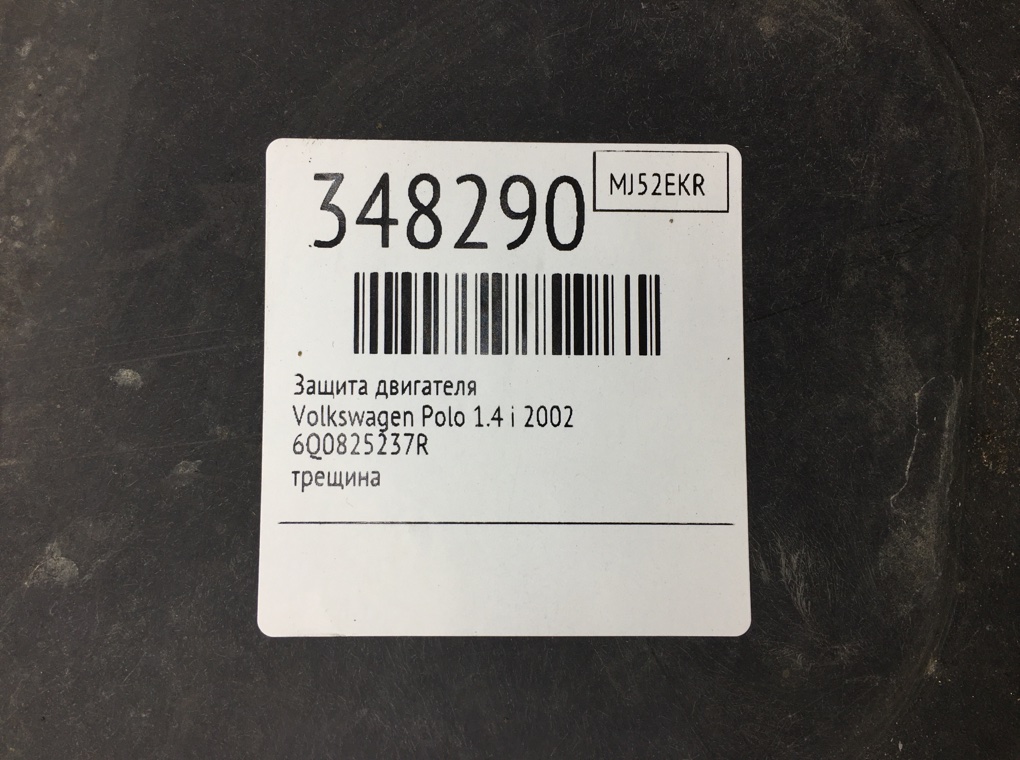 348290
MJ52EKR
Защита двигателя
Volkswagen Polo 1.4 i 2002
6Q0825237R
трещина